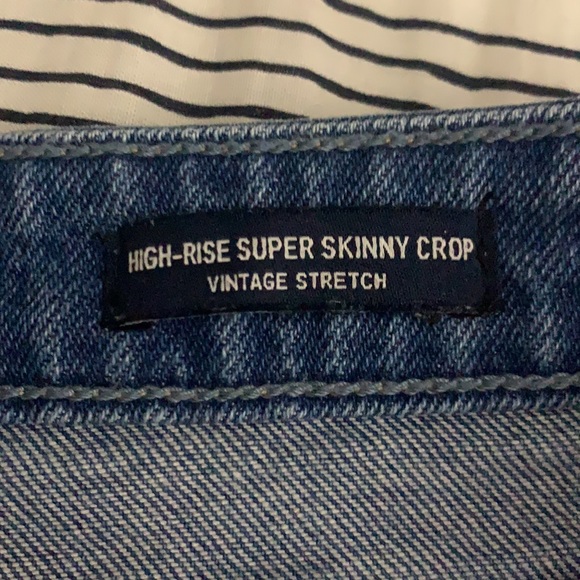 HIGH-RISE SUPER SKINNY CROP
VINTAGE STRETCH